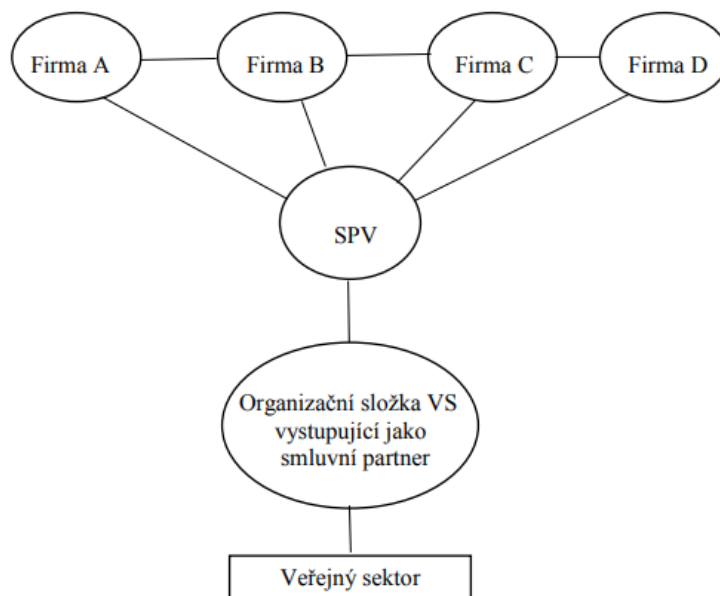 Firma A
Firma B
Firma C
Firma D
SPV
Organizační složka VS
vystupující jako
smluvní partner
Veřejný sektor